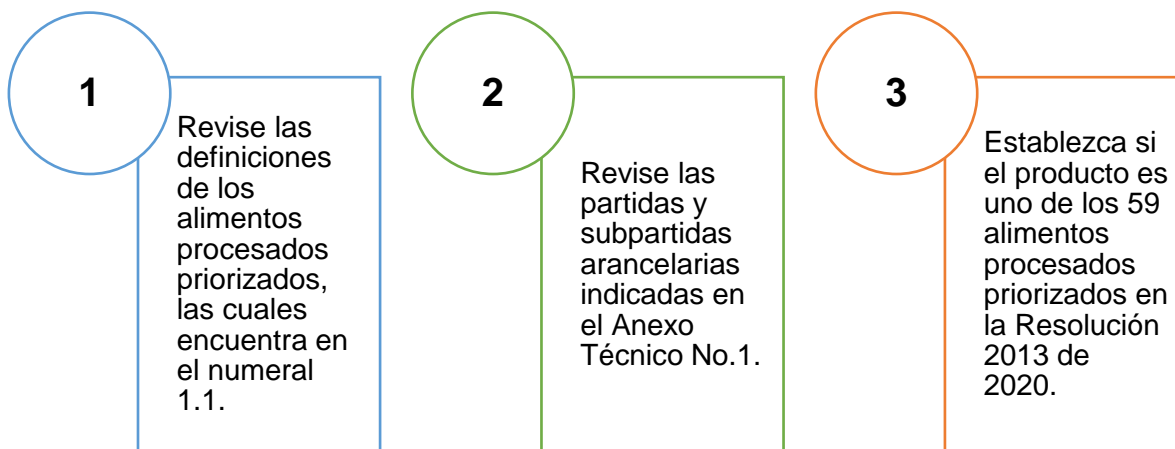 1
Revise las
definiciones
de los
alimentos
procesados
priorizados,
las cuales
encuentra en
el numeral
1.1.
2
Revise las
partidas y
subpartidas
arancelarias
indicadas en
el Anexo
Técnico No.1.
3
Establezca si
el producto es
uno de los 59
alimentos
procesados
priorizados en
la Resolución
2013 de
2020.